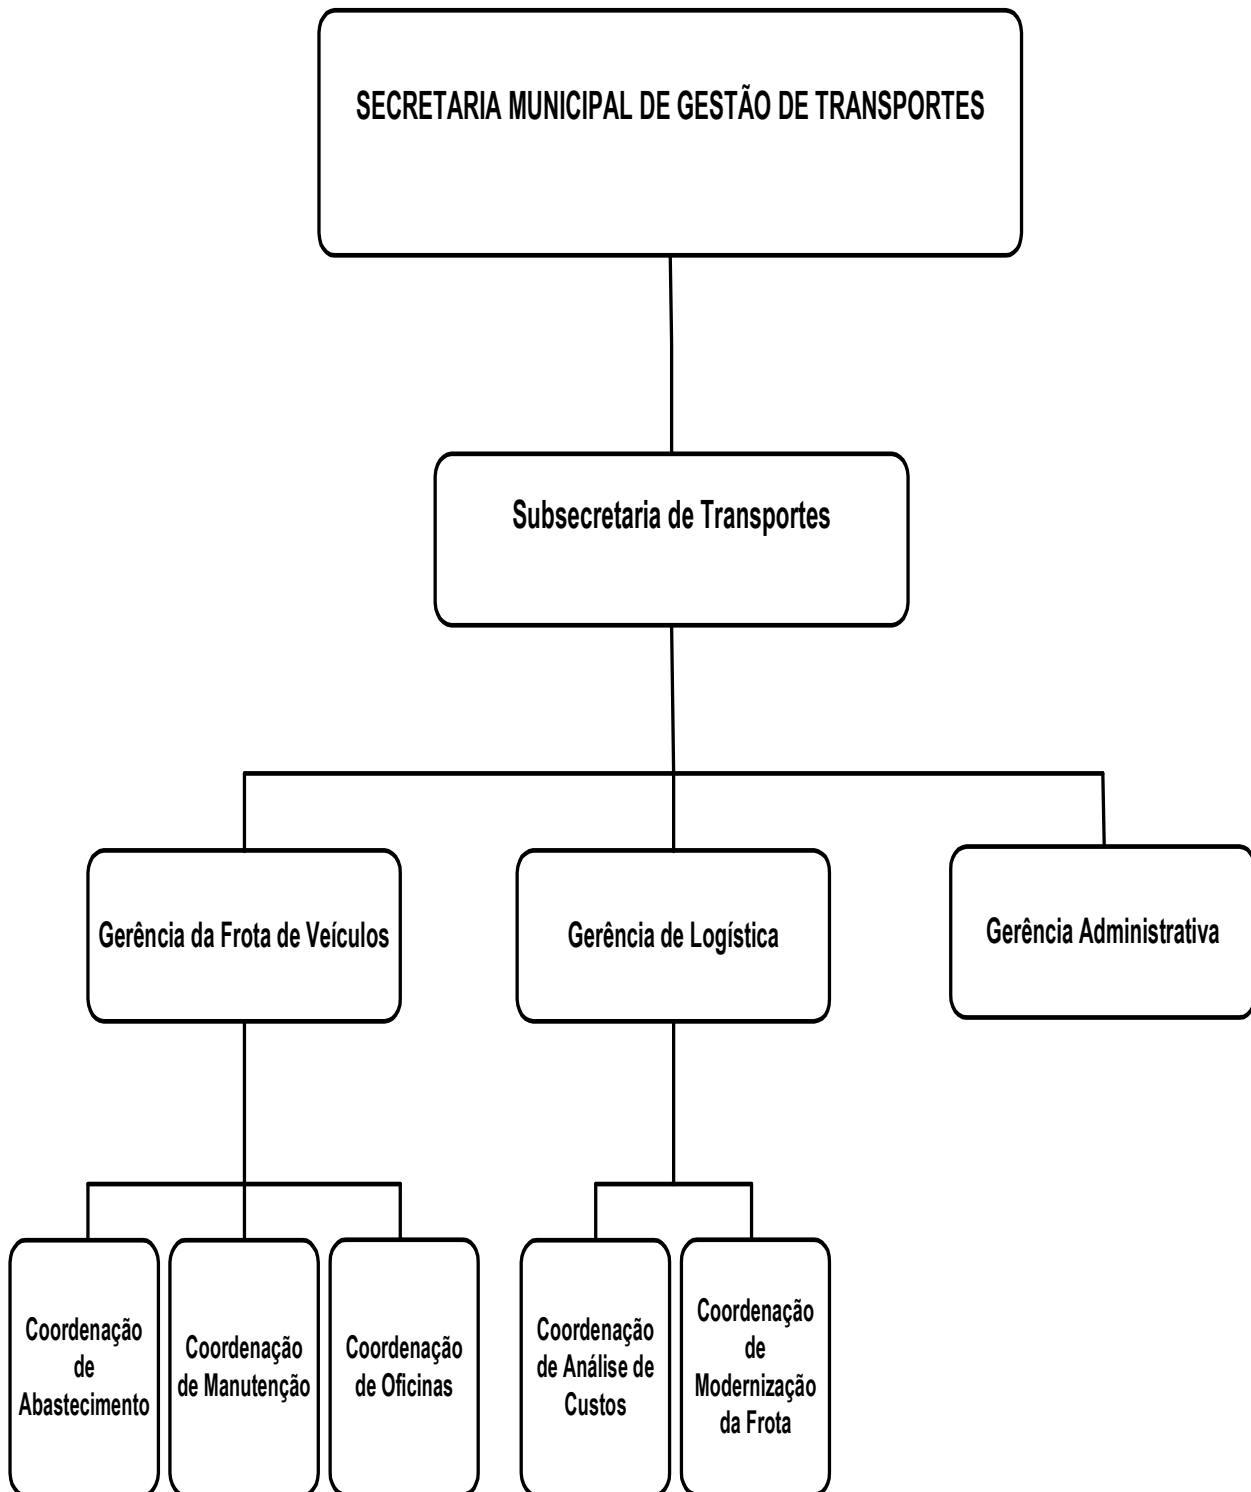 SECRETARIA MUNICIPAL DE GESTÃO DE TRANSPORTES
Subsecretaria de Transportes
Gerência da Frota de Veículos
Gerência de Logística
Gerência Administrativa
Coordenação
de
Abastecimento
Coordenação
de Manutenção
Coordenação
de Oficinas
Coordenação
de Análise de
Custos
Coordenação
de
Modernização
da Frota